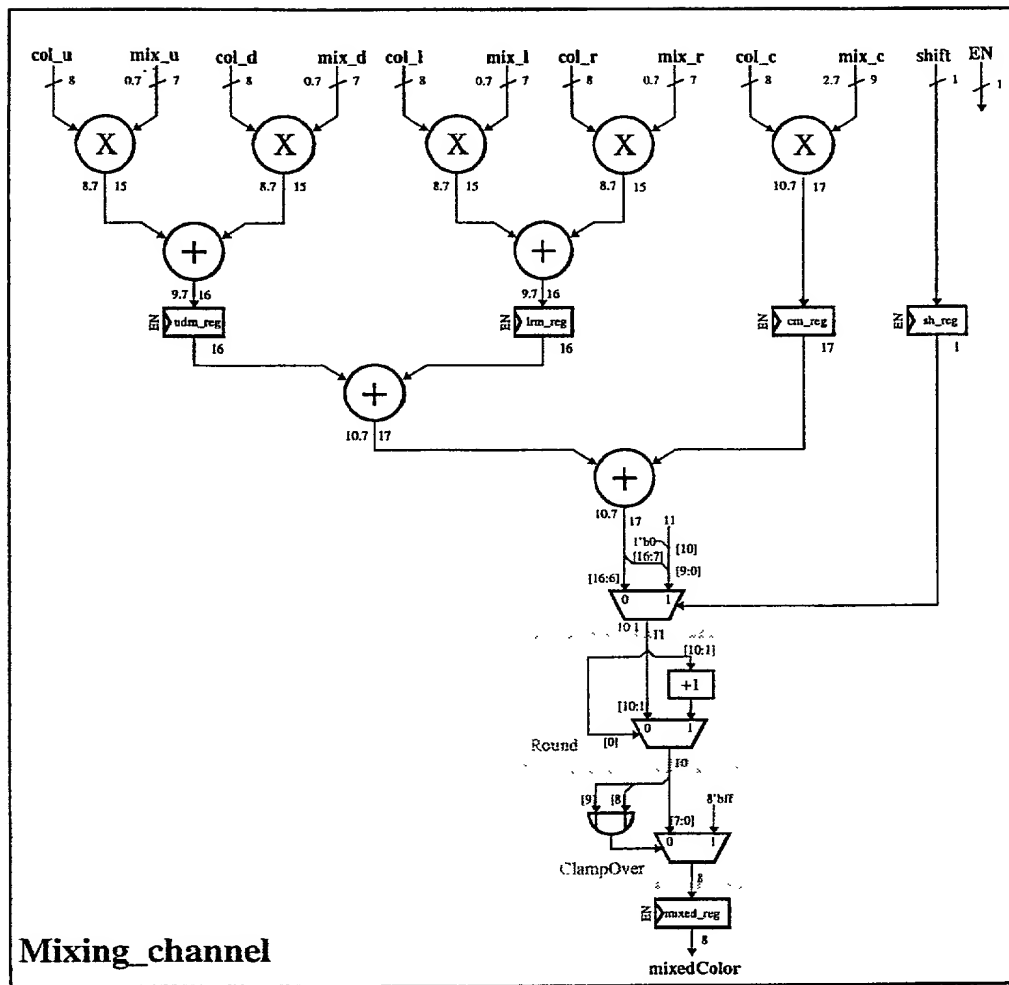 col_u mix_u col_d mix_d col_l mix_l col_r mix_r col_c mix_c shift EN
8 0.7 7 8 0.7 7 8 0.7 7 8 0.7 7 8 2.7 9 1 1
X X X X X
8.7 15 8.7 15 8.7 15 8.7 15 10.7 17
+ +
9.7 16 9.7 16
EN udm_reg EN lrm_reg EN cm_reg EN sh_reg
16 16 17 1
+
10.7 17
+
10.7 17 11
1'b0 [10]
[16:7]
[16:6] [9:0]
0 1
10.1 11
[10:1]
+1
[10:1]
0 1
Round [0]
10
[9] [8] 8'bff
[7:0]
0 1
ClampOver
8
EN mixed_reg
8
Mixing_channel
mixedColor